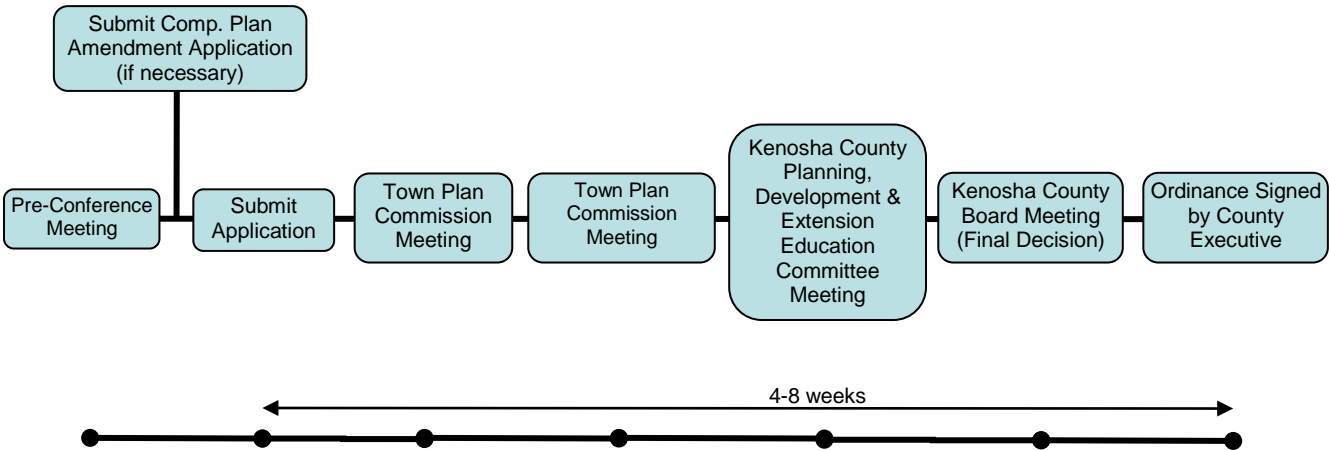 Submit Comp. Plan
Amendment Application
(if necessary)
Pre-Conference
Meeting
Submit
Application
Town Plan
Commission
Meeting
Town Plan
Commission
Meeting
Kenosha County
Planning,
Development &
Extension
Education
Committee
Meeting
Kenosha County
Board Meeting
(Final Decision)
Ordinance Signed
by County
Executive
4-8 weeks